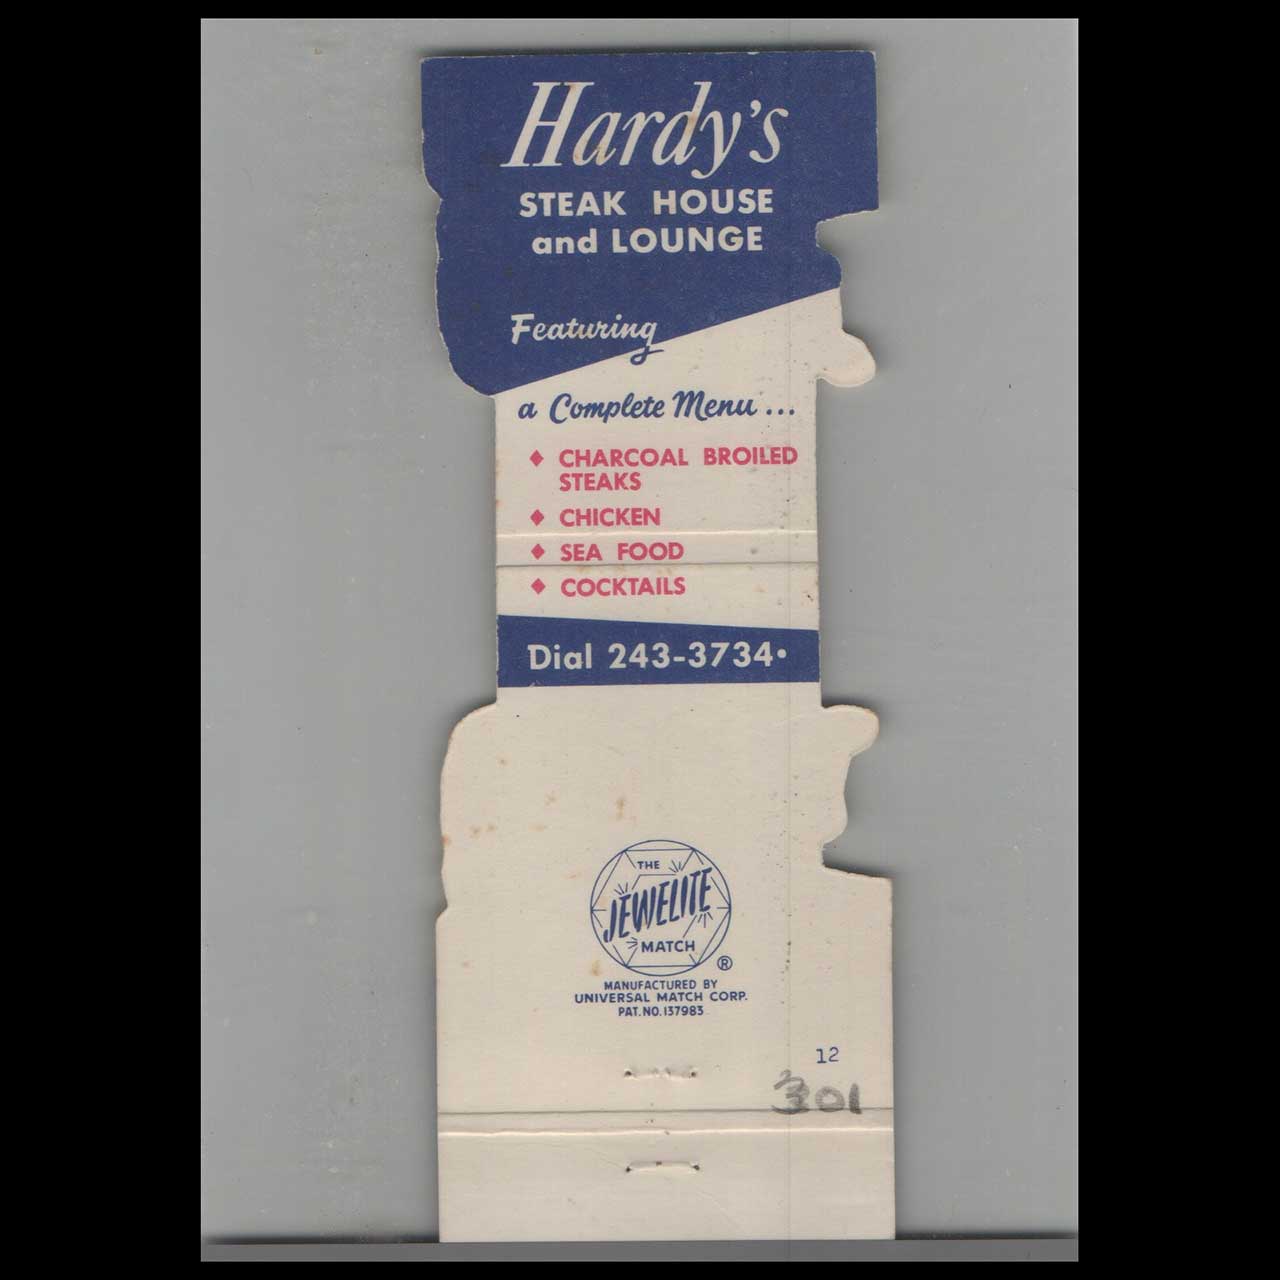 Hardy's
STEAK HOUSE
and LOUNGE
Featuring
a Complete Menu...
♦ CHARCOAL BROILED
STEAKS
♦ CHICKEN
♦ SEA FOOD
♦ COCKTAILS
Dial 243-3734•
THE
JEWELITE
MATCH
®
MANUFACTURED BY
UNIVERSAL MATCH CORP.
PAT. NO. 137983
12
301